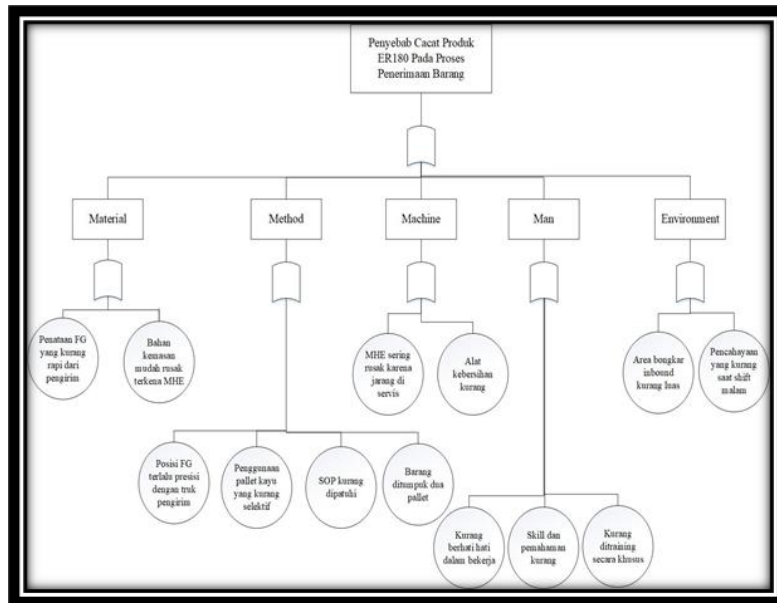 Penyebab Cacat Produk
ER180 Pada Proses
Penerimaan Barang
Material
Method
Machine
Man
Environment
Penataan FG
yang kurang
rapi dari
pengirim
Bahan
kemasan
mudah rusak
terkena MHE
MHE sering
rusak karena
jarang di
servis
Alat
kebersihan
kurang
Area bongkar
inbound
kurang luas
Pencahayaan
yang kurang
saat shift
malam
Posisi FG
terlalu presisi
dengan truk
pengirim
Penggunaan
pallet kayu
yang kurang
selektif
SOP kurang
dipatuhi
Barang
ditumpuk dua
pallet
Kurang
berhati hati
dalam bekerja
Skill dan
pemahaman
kurang
Kurang
ditraining
secara khusus